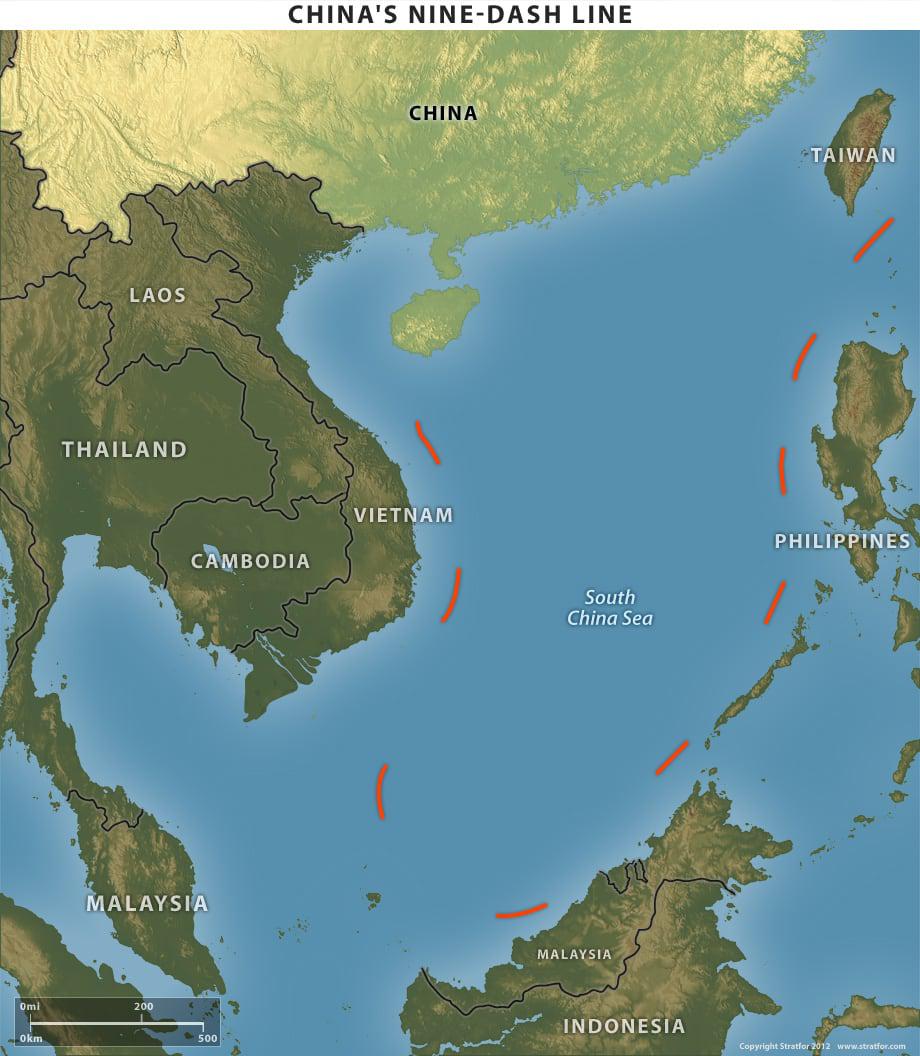 CHINA'S NINE-DASH LINE
CHINA
TAIWAN
LAOS
THAILAND
VIETNAM
CAMBODIA
PHILIPPINES
South
China Sea
MALAYSIA
MALAYSIA
INDONESIA
0mi 200
0km 500
Copyright Stratfor 2012 www.stratfor.com